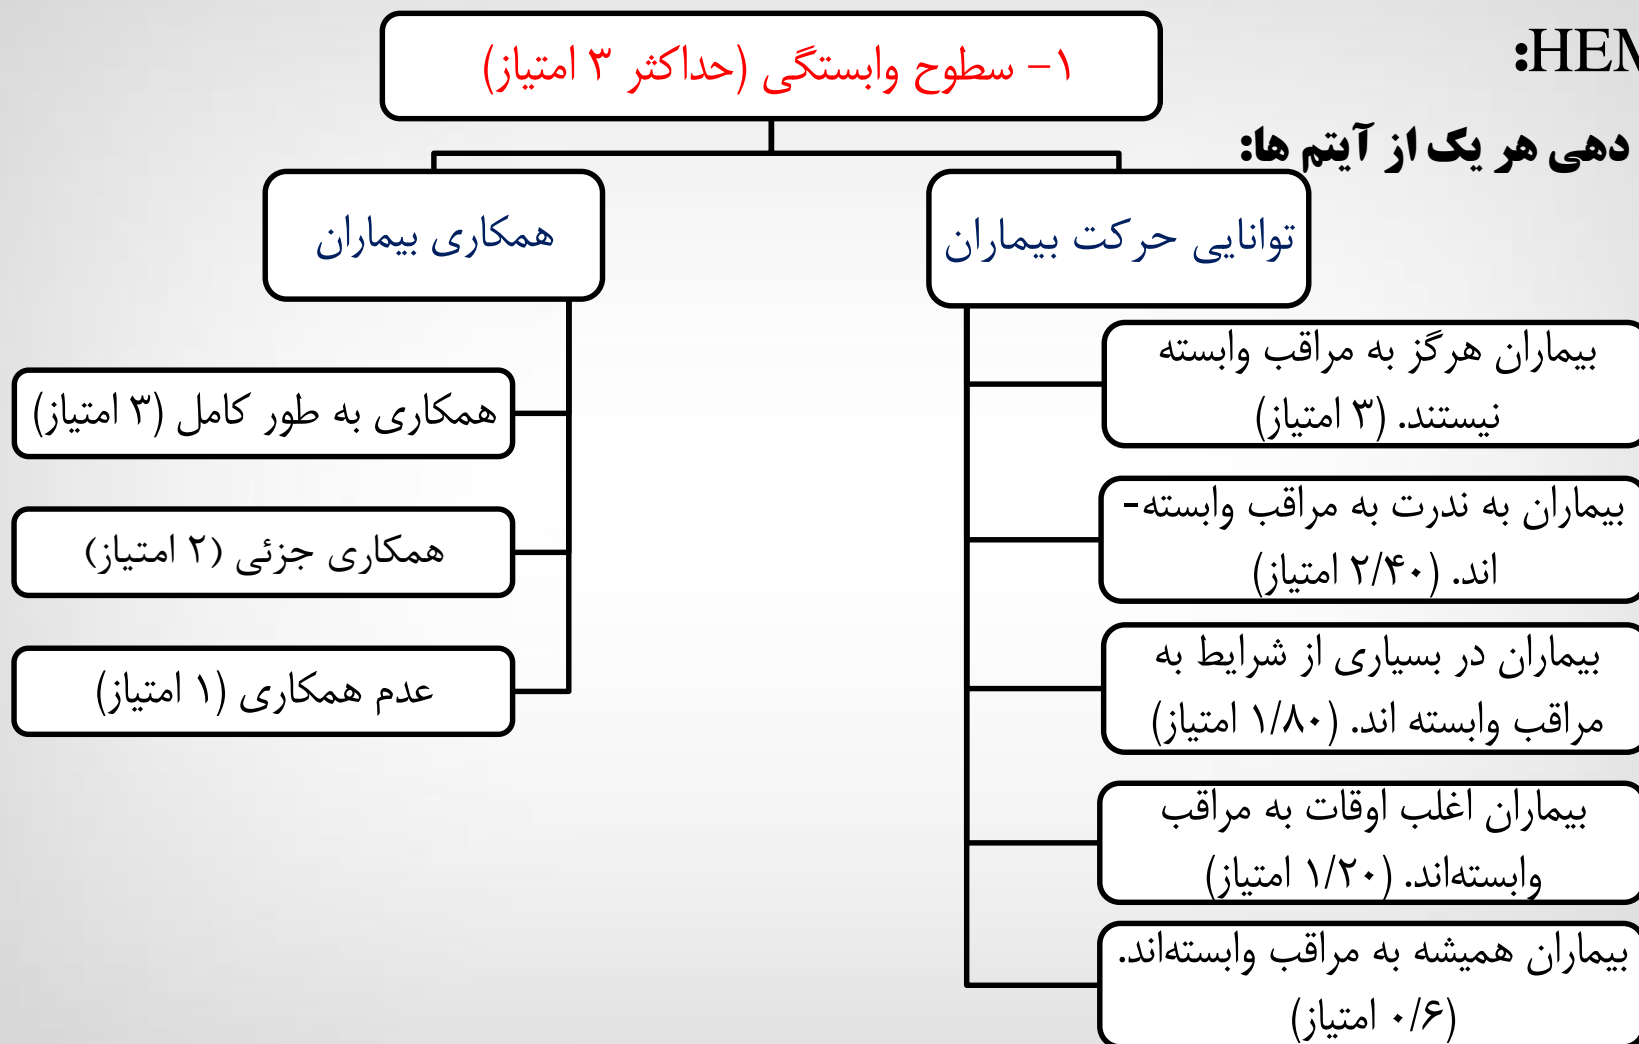 :HEM
دهی هر یک از آیتم ها:
۱- سطوح وابستگی (حداکثر ۳ امتیاز)
توانایی حرکت بیماران
بیماران هرگز به مراقب وابسته
نیستند. (۳ امتیاز)
بیماران به ندرت به مراقب وابسته-
اند. (۲/۴۰ امتیاز)
بیماران در بسیاری از شرایط به
مراقب وابسته اند. (۱/۸۰ امتیاز)
بیماران اغلب اوقات به مراقب
وابسته‌اند. (۱/۲۰ امتیاز)
بیماران همیشه به مراقب وابسته‌اند.
(۰/۶ امتیاز)
همکاری بیماران
همکاری به طور کامل (۳ امتیاز)
همکاری جزئی (۲ امتیاز)
عدم همکاری (۱ امتیاز)